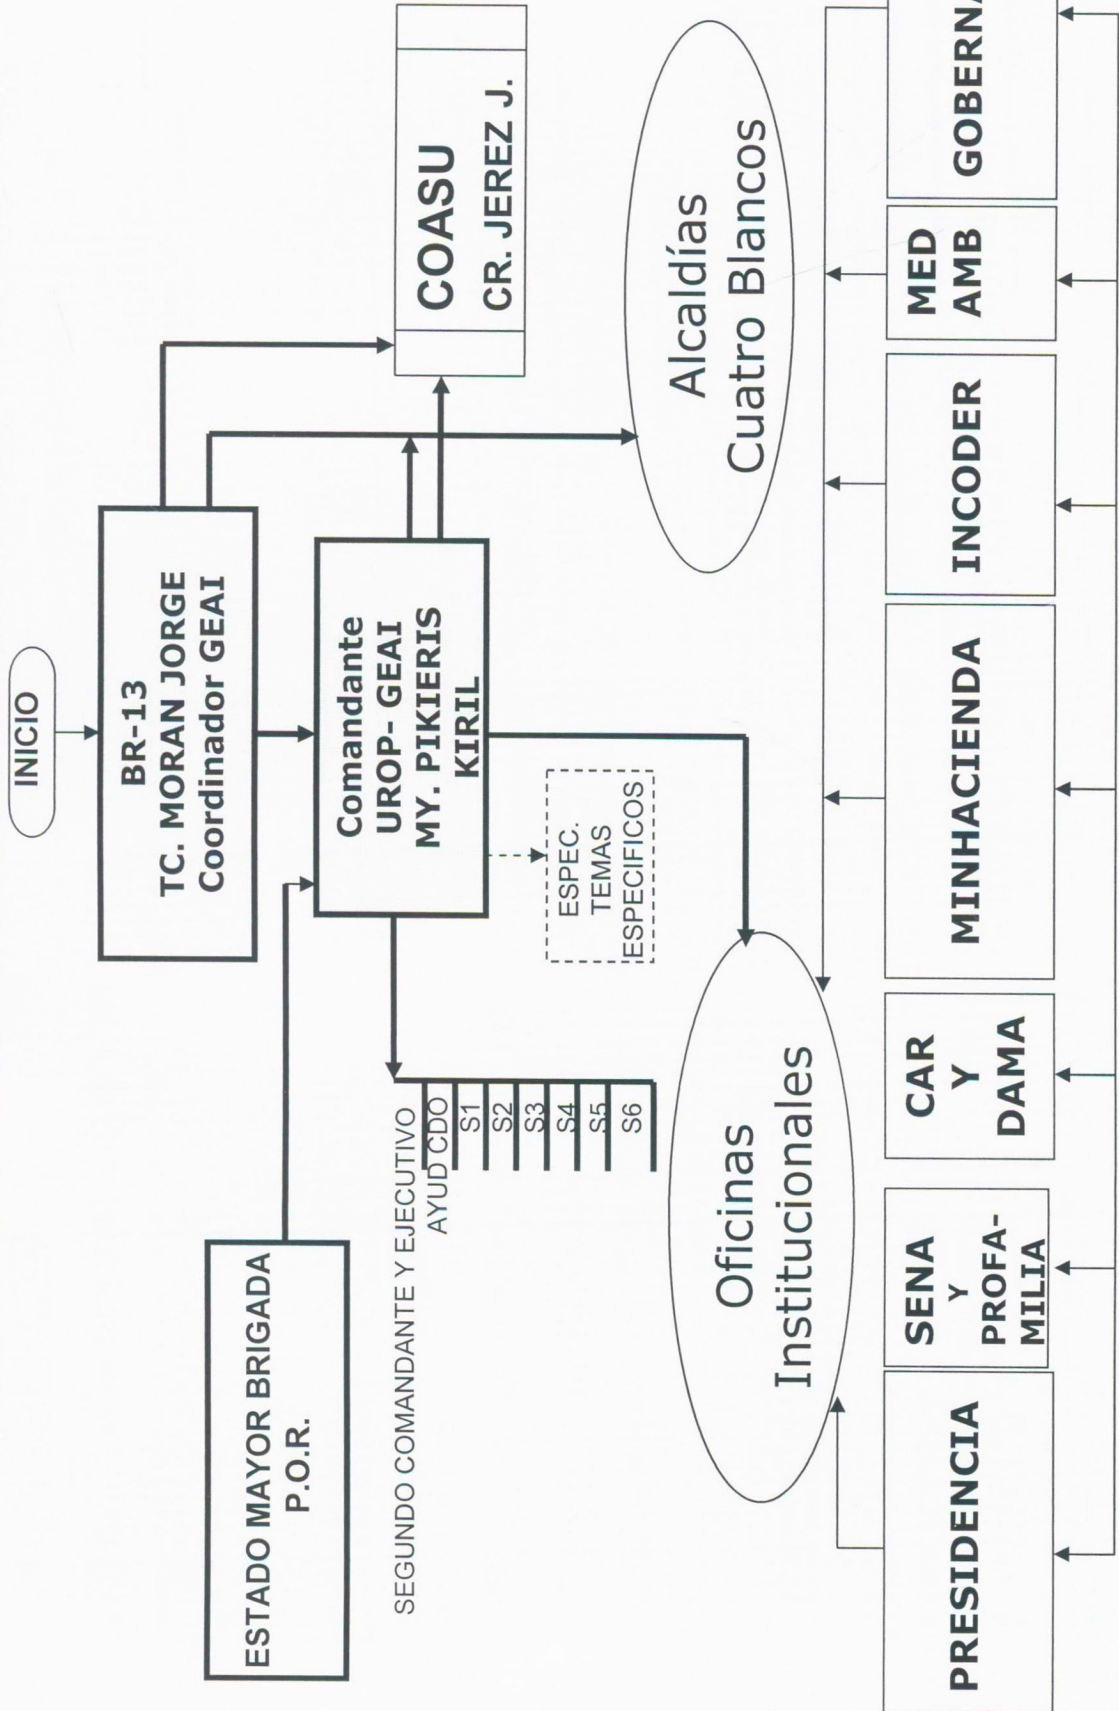 INICIO
BR-13
TC. MORAN JORGE
Coordinador GEAI
ESTADO MAYOR BRIGADA
P.O.R.
Comandante
UROP- GEAI
MY. PIKIERIS
KIRIL
COASU
CR. JEREZ J.
SEGUNDO COMANDANTE Y EJECUTIVO
AYUD CDO
S1
S2
S3
S4
S5
S6
ESPEC.
TEMAS
ESPECIFICOS
Oficinas
Institucionales
Alcaldías
Cuatro Blancos
PRESIDENCIA
SENA
Y
PROFA-
MILIA
CAR
Y
DAMA
MINHACIENDA
INCODER
MED
AMB
GOBERNA